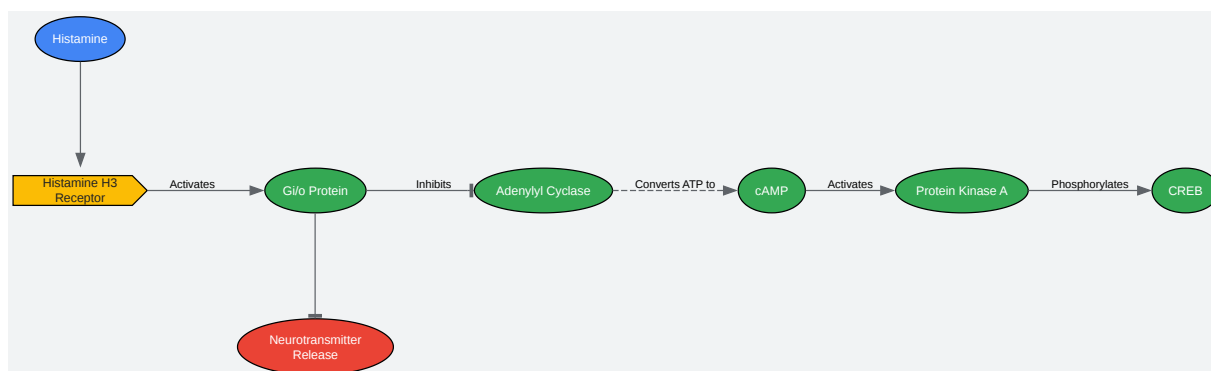 Histamine
Histamine H3
Receptor
Activates
Gi/o Protein
Inhibits
Adenylyl Cyclase
Converts ATP to
cAMP
Activates
Protein Kinase A
Phosphorylates
CREB
Neurotransmitter
Release